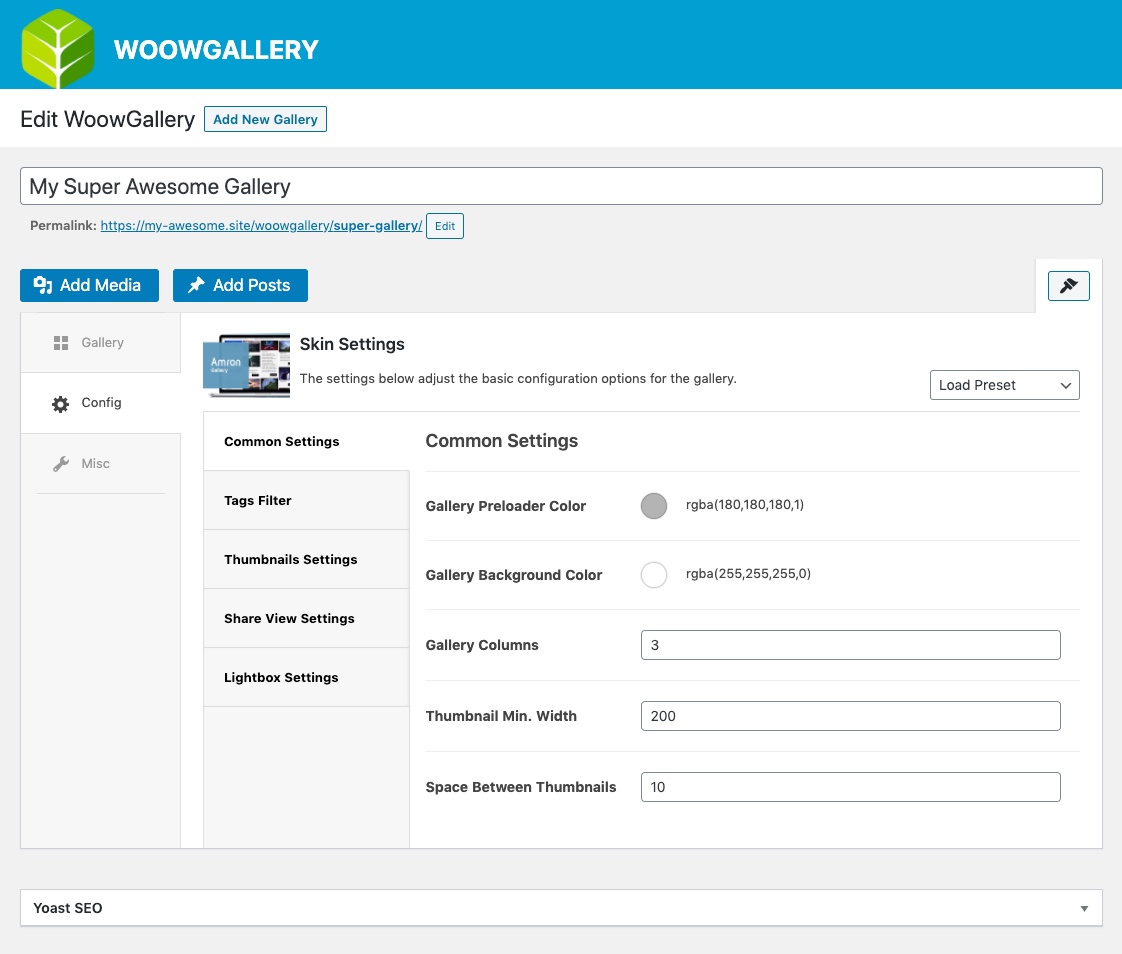 WOOWGALLERY
Edit WoowGallery Add New Gallery
My Super Awesome Gallery
Permalink: https://my-awesome.site/woowgallery/super-gallery/ Edit
Add Media Add Posts
Gallery
Config
Misc
Amron
Gallery
Skin Settings
The settings below adjust the basic configuration options for the gallery.
Load Preset
Common Settings
Tags Filter
Thumbnails Settings
Share View Settings
Lightbox Settings
Common Settings
Gallery Preloader Color rgba(180,180,180,1)
Gallery Background Color rgba(255,255,255,0)
Gallery Columns 3
Thumbnail Min. Width 200
Space Between Thumbnails 10
Yoast SEO